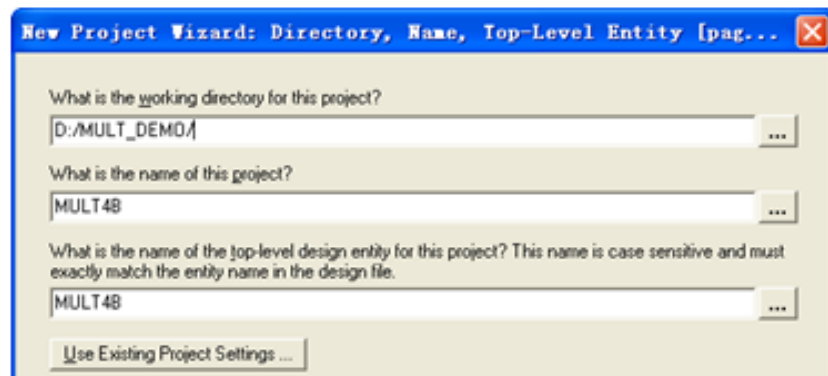 New Project Wizard: Directory, Name, Top-Level Entity [pag...
What is the working directory for this project?
D:/MULT_DEMO/
...
What is the name of this project?
MULT4B
...
What is the name of the top-level design entity for this project? This name is case sensitive and must
exactly match the entity name in the design file.
MULT4B
...
Use Existing Project Settings ...